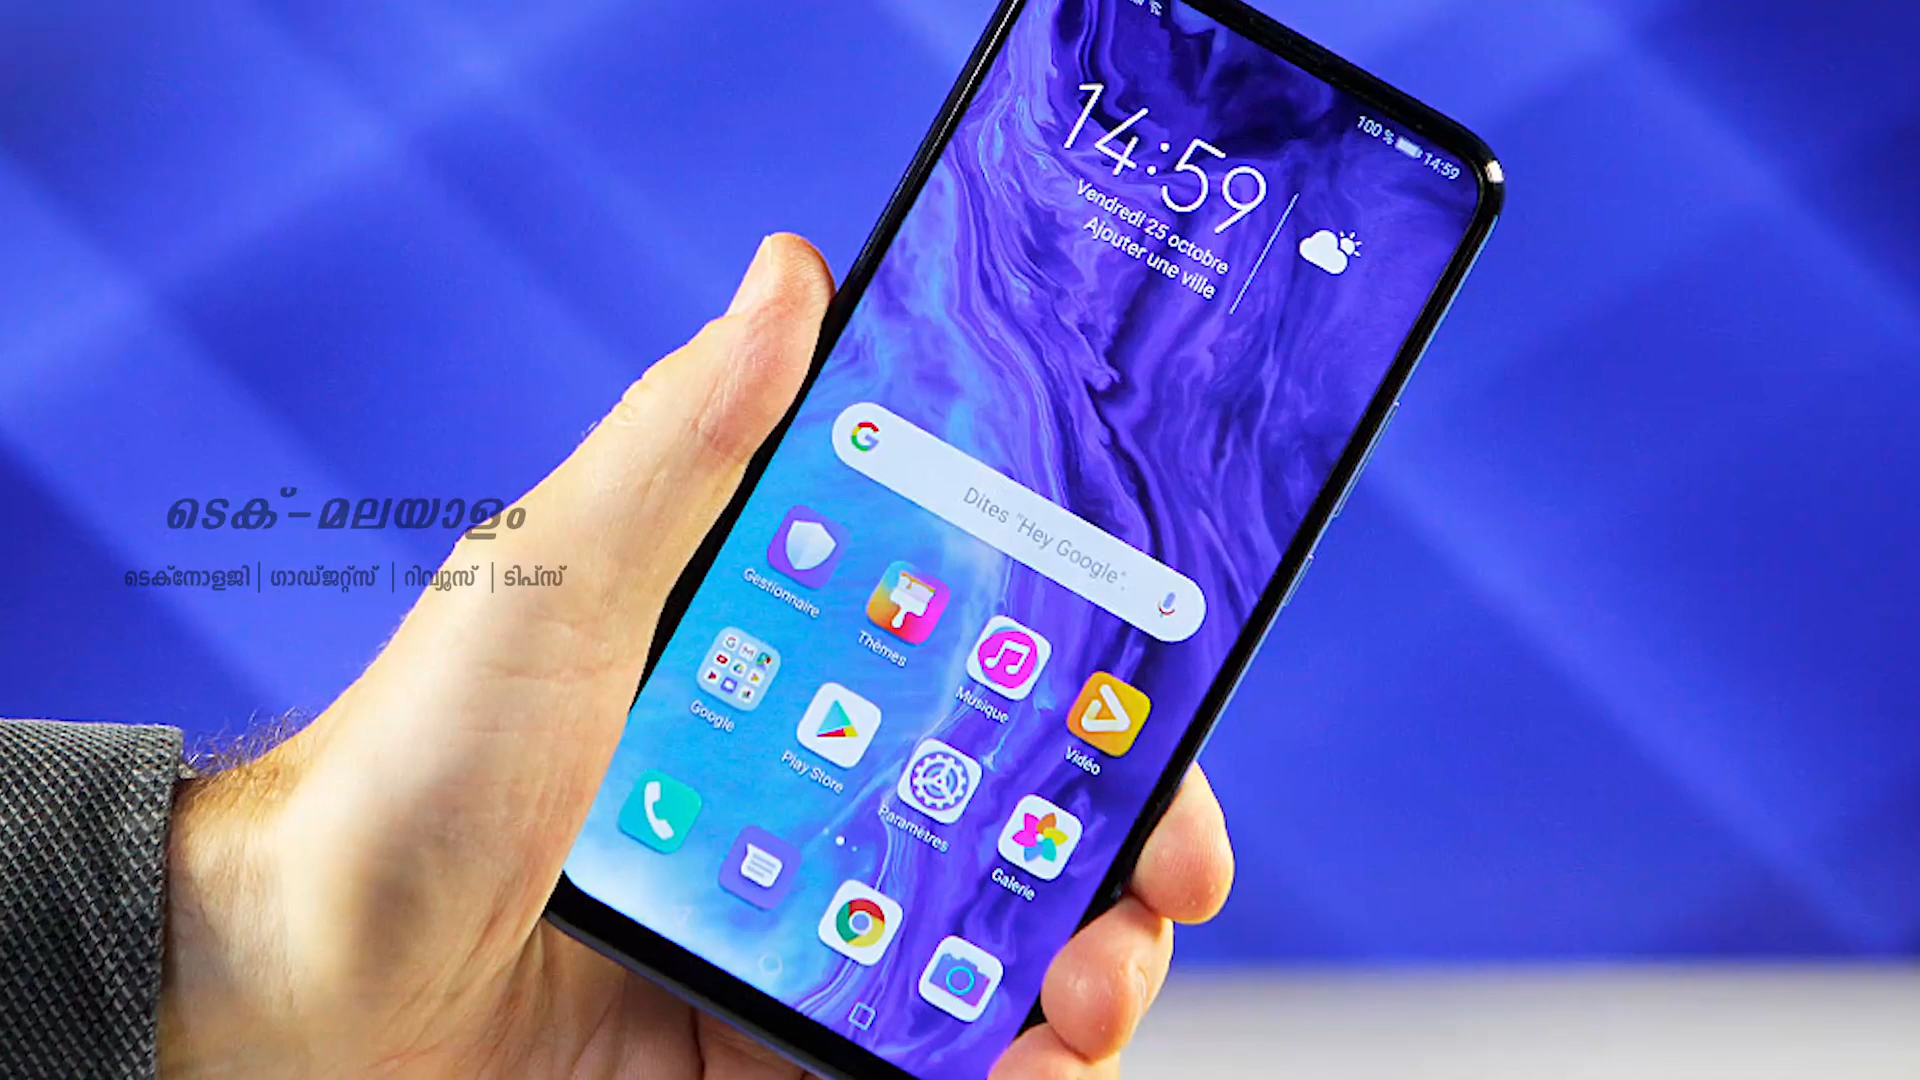 100 % 14:59
14:59
Vendredi 25 octobre
Ajouter une ville
Dites "Hey Google".
Gestionnaire
Thèmes
Musique
Vidéo
Google
Play Store
Paramètres
Galerie
ടെക്-മലയാളം
ടെക്നോളജി | ഗാഡ്ജറ്റ്സ് | റിവ്യൂസ് | ടിപ്സ്